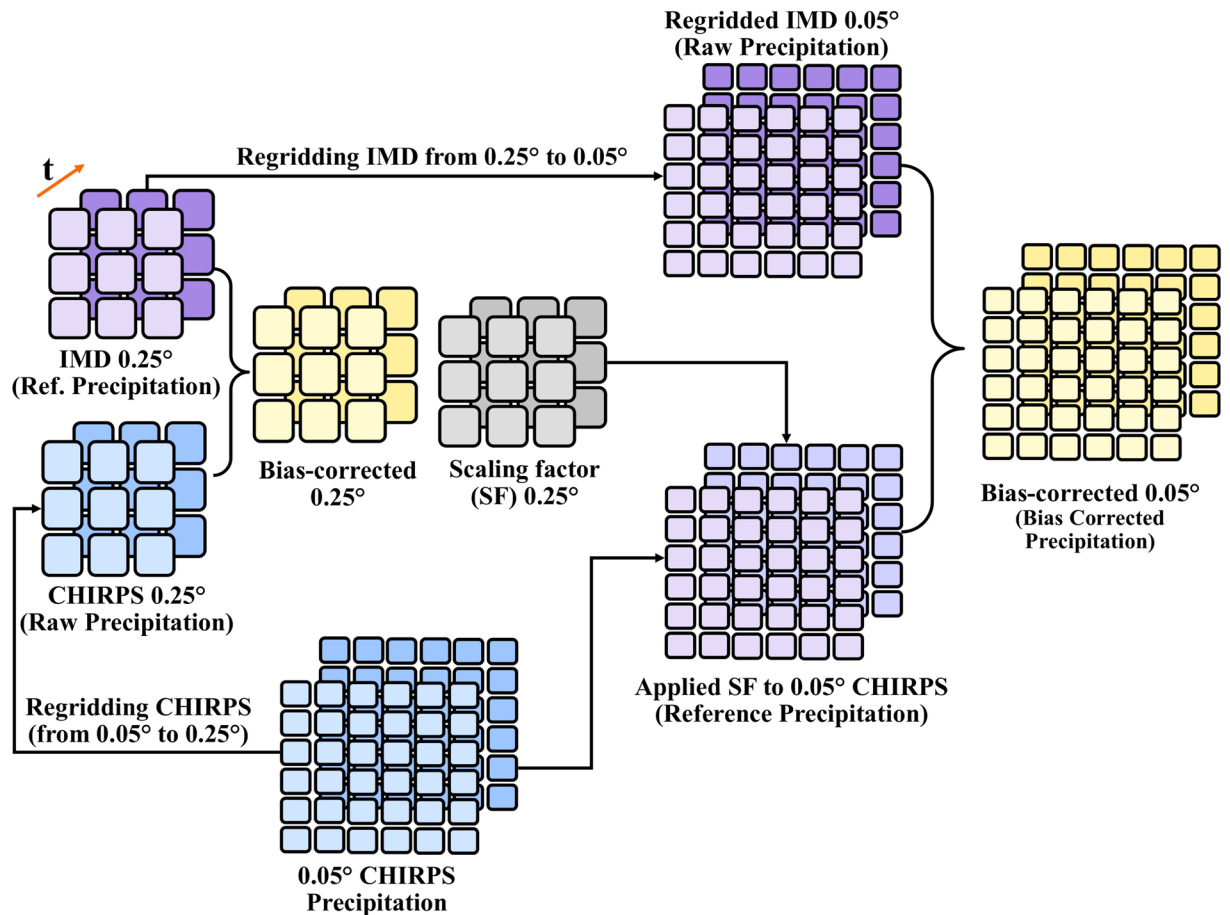 Regridded IMD 0.05°
(Raw Precipitation)
t
Regridding IMD from 0.25° to 0.05°
IMD 0.25°
(Ref. Precipitation)
Bias-corrected
0.25°
Scaling factor
(SF) 0.25°
Bias-corrected 0.05°
(Bias Corrected
Precipitation)
CHIRPS 0.25°
(Raw Precipitation)
Applied SF to 0.05° CHIRPS
(Reference Precipitation)
Regridding CHIRPS
(from 0.05° to 0.25°)
0.05° CHIRPS
Precipitation